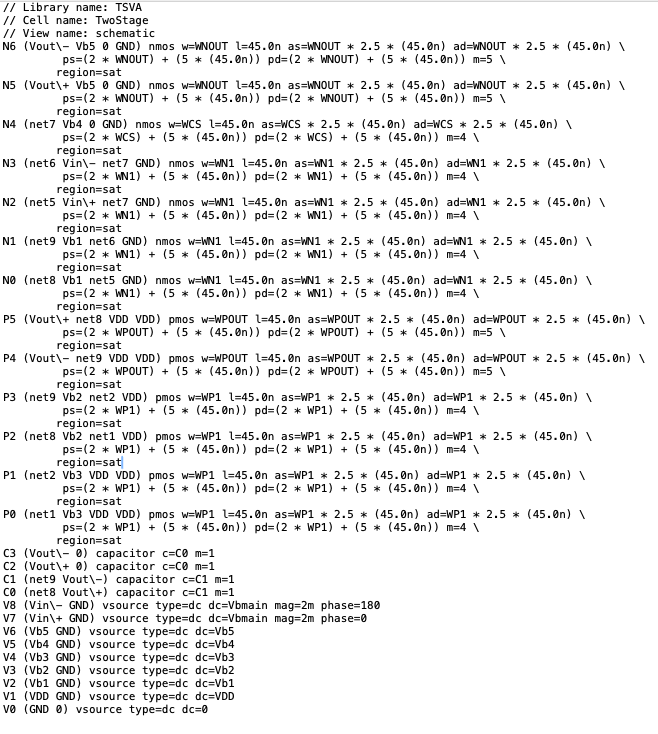 // Library name: TSVA
// Cell name: TwoStage
// View name: schematic
N6 (Vout\- Vb5 0 GND) nmos w=WNOUT l=45.0n as=WNOUT * 2.5 * (45.0n) ad=WNOUT * 2.5 * (45.0n) \
ps=(2 * WNOUT) + (5 * (45.0n)) pd=(2 * WNOUT) + (5 * (45.0n)) m=5 \
region=sat
N5 (Vout\+ Vb5 0 GND) nmos w=WNOUT l=45.0n as=WNOUT * 2.5 * (45.0n) ad=WNOUT * 2.5 * (45.0n) \
ps=(2 * WNOUT) + (5 * (45.0n)) pd=(2 * WNOUT) + (5 * (45.0n)) m=5 \
region=sat
N4 (net7 Vb4 0 GND) nmos w=WCS l=45.0n as=WCS * 2.5 * (45.0n) ad=WCS * 2.5 * (45.0n) \
ps=(2 * WCS) + (5 * (45.0n)) pd=(2 * WCS) + (5 * (45.0n)) m=4 \
region=sat
N3 (net6 Vin\- net7 GND) nmos w=WN1 l=45.0n as=WN1 * 2.5 * (45.0n) ad=WN1 * 2.5 * (45.0n) \
ps=(2 * WN1) + (5 * (45.0n)) pd=(2 * WN1) + (5 * (45.0n)) m=4 \
region=sat
N2 (net5 Vin\+ net7 GND) nmos w=WN1 l=45.0n as=WN1 * 2.5 * (45.0n) ad=WN1 * 2.5 * (45.0n) \
ps=(2 * WN1) + (5 * (45.0n)) pd=(2 * WN1) + (5 * (45.0n)) m=4 \
region=sat
N1 (net9 Vb1 net6 GND) nmos w=WN1 l=45.0n as=WN1 * 2.5 * (45.0n) ad=WN1 * 2.5 * (45.0n) \
ps=(2 * WN1) + (5 * (45.0n)) pd=(2 * WN1) + (5 * (45.0n)) m=4 \
region=sat
N0 (net8 Vb1 net5 GND) nmos w=WN1 l=45.0n as=WN1 * 2.5 * (45.0n) ad=WN1 * 2.5 * (45.0n) \
ps=(2 * WN1) + (5 * (45.0n)) pd=(2 * WN1) + (5 * (45.0n)) m=4 \
region=sat
P5 (Vout\+ net8 VDD VDD) pmos w=WPOUT l=45.0n as=WPOUT * 2.5 * (45.0n) ad=WPOUT * 2.5 * (45.0n) \
ps=(2 * WPOUT) + (5 * (45.0n)) pd=(2 * WPOUT) + (5 * (45.0n)) m=5 \
region=sat
P4 (Vout\- net9 VDD VDD) pmos w=WPOUT l=45.0n as=WPOUT * 2.5 * (45.0n) ad=WPOUT * 2.5 * (45.0n) \
ps=(2 * WPOUT) + (5 * (45.0n)) pd=(2 * WPOUT) + (5 * (45.0n)) m=5 \
region=sat
P3 (net9 Vb2 net2 VDD) pmos w=WP1 l=45.0n as=WP1 * 2.5 * (45.0n) ad=WP1 * 2.5 * (45.0n) \
ps=(2 * WP1) + (5 * (45.0n)) pd=(2 * WP1) + (5 * (45.0n)) m=4 \
region=sat
P2 (net8 Vb2 net1 VDD) pmos w=WP1 l=45.0n as=WP1 * 2.5 * (45.0n) ad=WP1 * 2.5 * (45.0n) \
ps=(2 * WP1) + (5 * (45.0n)) pd=(2 * WP1) + (5 * (45.0n)) m=4 \
region=sat
P1 (net2 Vb3 VDD VDD) pmos w=WP1 l=45.0n as=WP1 * 2.5 * (45.0n) ad=WP1 * 2.5 * (45.0n) \
ps=(2 * WP1) + (5 * (45.0n)) pd=(2 * WP1) + (5 * (45.0n)) m=4 \
region=sat
P0 (net1 Vb3 VDD VDD) pmos w=WP1 l=45.0n as=WP1 * 2.5 * (45.0n) ad=WP1 * 2.5 * (45.0n) \
ps=(2 * WP1) + (5 * (45.0n)) pd=(2 * WP1) + (5 * (45.0n)) m=4 \
region=sat
C3 (Vout\- 0) capacitor c=C0 m=1
C2 (Vout\+ 0) capacitor c=C0 m=1
C1 (net9 Vout\-) capacitor c=C1 m=1
C0 (net8 Vout\+) capacitor c=C1 m=1
V8 (Vin\- GND) vsource type=dc dc=Vbmain mag=2m phase=180
V7 (Vin\+ GND) vsource type=dc dc=Vbmain mag=2m phase=0
V6 (Vb5 GND) vsource type=dc dc=Vb5
V5 (Vb4 GND) vsource type=dc dc=Vb4
V4 (Vb3 GND) vsource type=dc dc=Vb3
V3 (Vb2 GND) vsource type=dc dc=Vb2
V2 (Vb1 GND) vsource type=dc dc=Vb1
V1 (VDD GND) vsource type=dc dc=VDD
V0 (GND 0) vsource type=dc dc=0